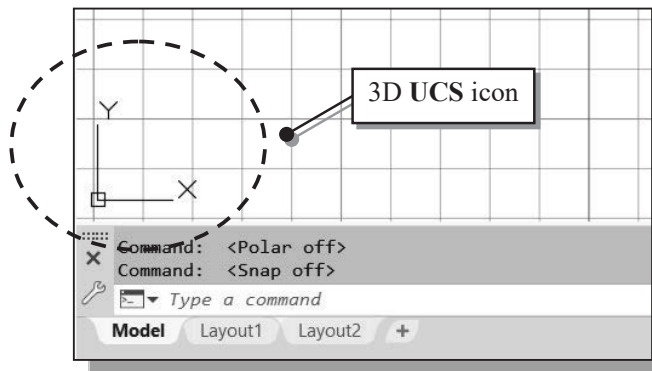 3D UCS icon
Y
X
Command: <Polar off>
Command: <Snap off>
Type a command
Model Layout1 Layout2 +